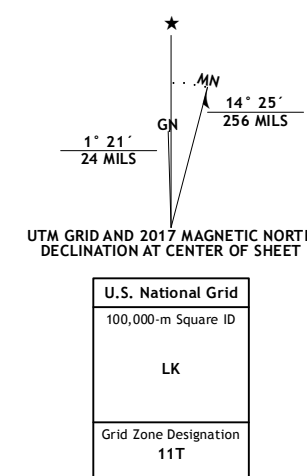 ★
MN
GN
14° 25´
256 MILS
1° 21´
24 MILS
UTM GRID AND 2017 MAGNETIC NORTH
DECLINATION AT CENTER OF SHEET
U.S. National Grid
100,000-m Square ID
LK
Grid Zone Designation
11T